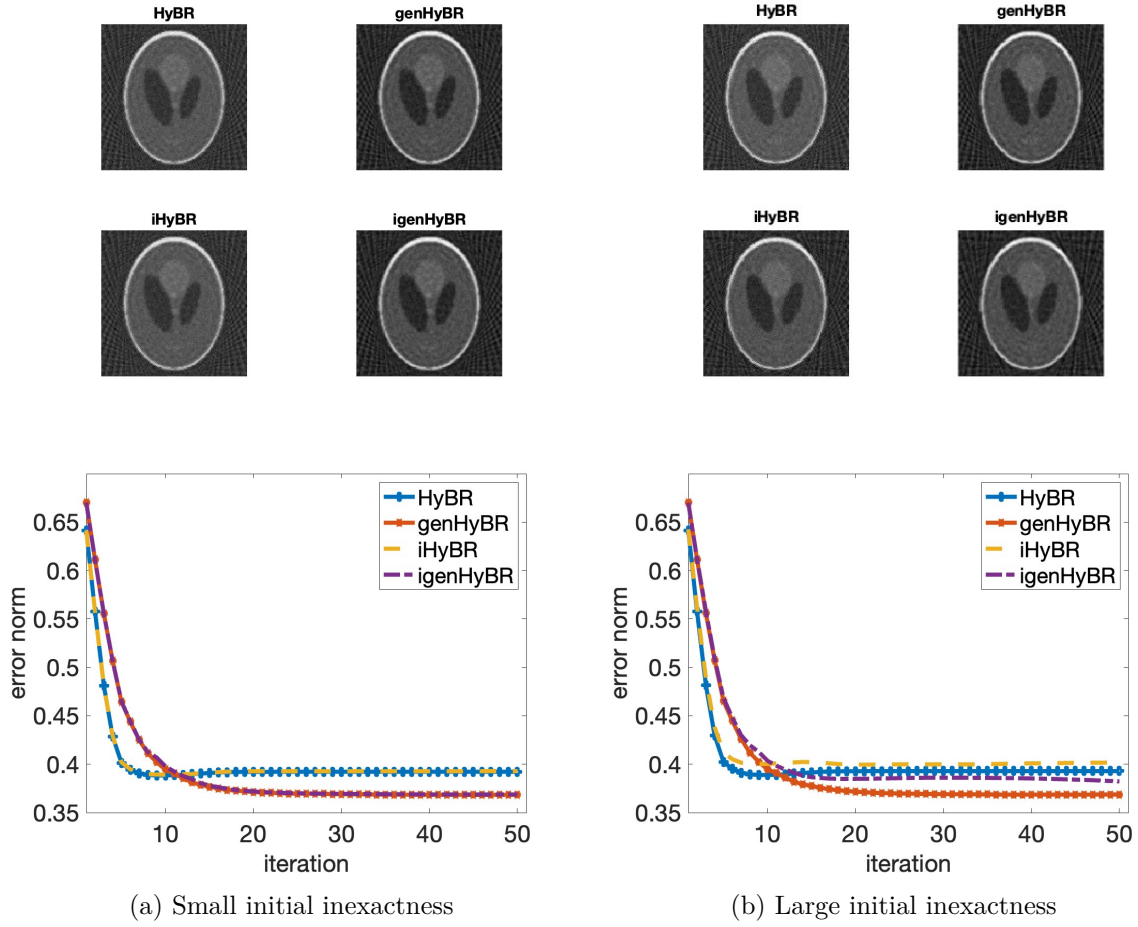 HyBR genHyBR HyBR genHyBR
iHyBR igenHyBR iHyBR igenHyBR
HyBR
genHyBR
iHyBR
igenHyBR
0.65
0.6
0.55
0.5
0.45
0.4
0.35
error norm
10 20 30 40 50
iteration
HyBR
genHyBR
iHyBR
igenHyBR
0.65
0.6
0.55
0.5
0.45
0.4
0.35
error norm
10 20 30 40 50
iteration
(a) Small initial inexactness
(b) Large initial inexactness